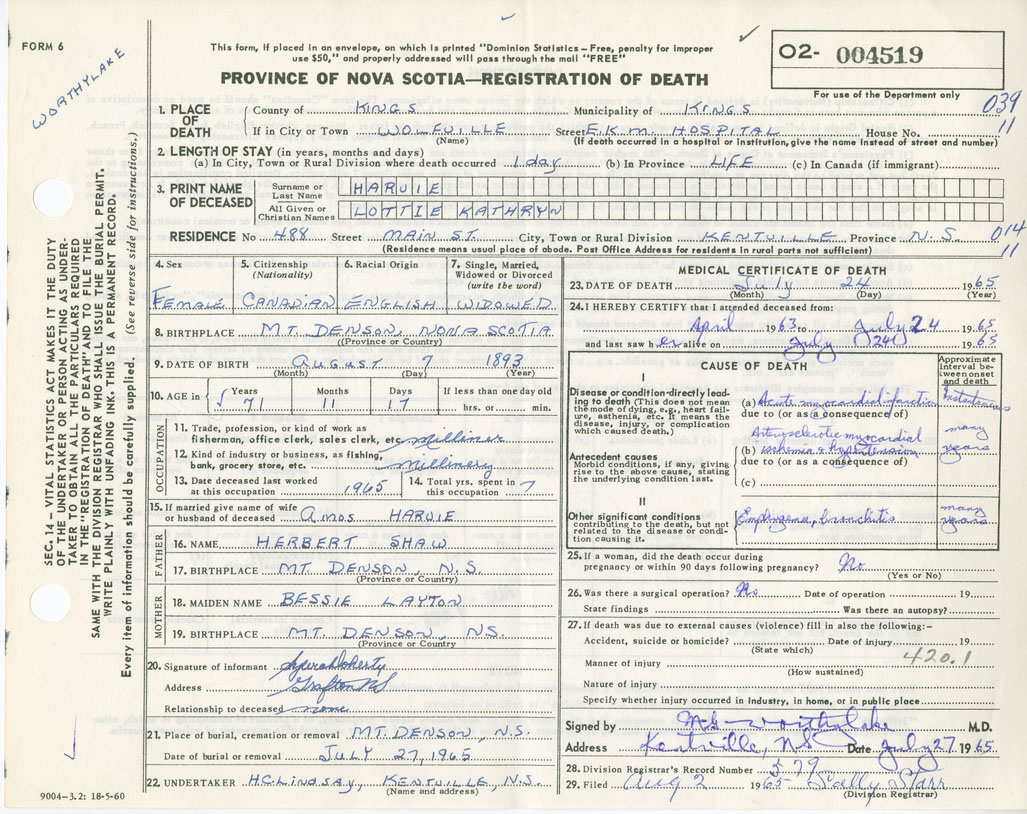 FORM 6
WORTHYLAKE
This form, if placed in an envelope, on which is printed "Dominion Statistics – Free, penalty for improper
use $50," and properly addressed will pass through the mail "FREE"
PROVINCE OF NOVA SCOTIA—REGISTRATION OF DEATH
O2- 004519
For use of the Department only
039
11
1. PLACE OF DEATH County of KINGS Municipality of KINGS
If in City or Town WOLFVILLE Street E.K.M. HOSPITAL House No.
(Name) (If death occurred in a hospital or institution, give the name instead of street and number)
2. LENGTH OF STAY (in years, months and days)
(a) In City, Town or Rural Division where death occurred 1 day (b) In Province LIFE (c) In Canada (if immigrant)
3. PRINT NAME OF DECEASED
Surname or Last Name HARVIE
All Given or Christian Names LOTTIE KATHRYN
RESIDENCE No 488 Street MAIN ST. City, Town or Rural Division KENTVILLE Province N.S. 014
11
(Residence means usual place of abode. Post Office Address for residents in rural parts not sufficient)
SEC. 14 – VITAL STATISTICS ACT MAKES IT THE DUTY
OF THE UNDERTAKER OR PERSON ACTING AS UNDER-
TAKER TO OBTAIN ALL THE PARTICULARS REQUIRED
IN THE "REGISTRATION OF DEATH" AND TO FILE THE
SAME WITH THE DIVISION REGISTRAR WHO SHALL ISSUE THE BURIAL PERMIT.
WRITE PLAINLY WITH UNFADING INK. THIS IS A PERMANENT RECORD.
Every item of information should be carefully supplied. (See reverse side for instructions.)
4. Sex
FEMALE
5. Citizenship
(Nationality)
CANADIAN
6. Racial Origin
ENGLISH
7. Single, Married,
Widowed or Divorced
(write the word)
WIDOWED
8. BIRTHPLACE MT. DENSON, NOVA SCOTIA
(Province or Country)
9. DATE OF BIRTH AUGUST 7 1893
(Month) (Day) (Year)
10. AGE in Years Months Days If less than one day old
71 11 17 hrs. or min.
OCCUPATION
11. Trade, profession, or kind of work as
fisherman, office clerk, sales clerk, etc. Milliner
12. Kind of industry or business, as fishing,
bank, grocery store, etc. Millinery
13. Date deceased last worked
at this occupation 1965
14. Total yrs. spent in
this occupation 7
15. If married give name of wife
or husband of deceased Amos HARVIE
FATHER
16. NAME HERBERT SHAW
17. BIRTHPLACE MT. DENSON, N.S.
(Province or Country)
MOTHER
18. MAIDEN NAME BESSIE LAYTON
19. BIRTHPLACE MT. DENSON, NS.
(Province or Country)
20. Signature of informant
Address Grafton NS
Relationship to deceased none
21. Place of burial, cremation or removal MT. DENSON, N.S.
Date of burial or removal JULY 27, 1965
22. UNDERTAKER H.C. LINDSAY, KENTVILLE, N.S.
(Name and address)
9004-3.2: 18-5-60
MEDICAL CERTIFICATE OF DEATH
23. DATE OF DEATH July 24 1965
(Month) (Day) (Year)
24. I HEREBY CERTIFY that I attended deceased from:
April 1963 to July 24 1965
and last saw her alive on July 24 1965
CAUSE OF DEATH
Approximate
interval be-
tween onset
and death
I
Disease or condition directly lead-
ing to death (This does not mean
the mode of dying, e.g., heart fail-
ure, asthenia, etc. It means the
disease, injury, or complication
which caused death.)
(a) Acute myocardial
due to (or as a consequence of)
Antecedent causes
Morbid conditions, if any, giving
rise to the above cause, stating
the underlying condition last.
Arteriosclerotic myocardial
(b) ischemia & hypertension
due to (or as a consequence of)
many
years
(c)
II
Other significant conditions
contributing to the death, but not
related to the disease or condi-
tion causing it.
Emphysema, bronchitis
many
years
25. If a woman, did the death occur during
pregnancy or within 90 days following pregnancy? No
(Yes or No)
26. Was there a surgical operation? No Date of operation 19
State findings Was there an autopsy?
27. If death was due to external causes (violence) fill in also the following:-
Accident, suicide or homicide? Date of injury 19
(State which)
420.1
Manner of injury
(How sustained)
Nature of injury
Specify whether injury occurred in industry, in home, or in public place
Signed by M.S. Worthylake M.D.
Address Kentville, NS Date July 27 1965
28. Division Registrar's Record Number 579
29. Filed Aug 2 1965 Starr
(Division Registrar)